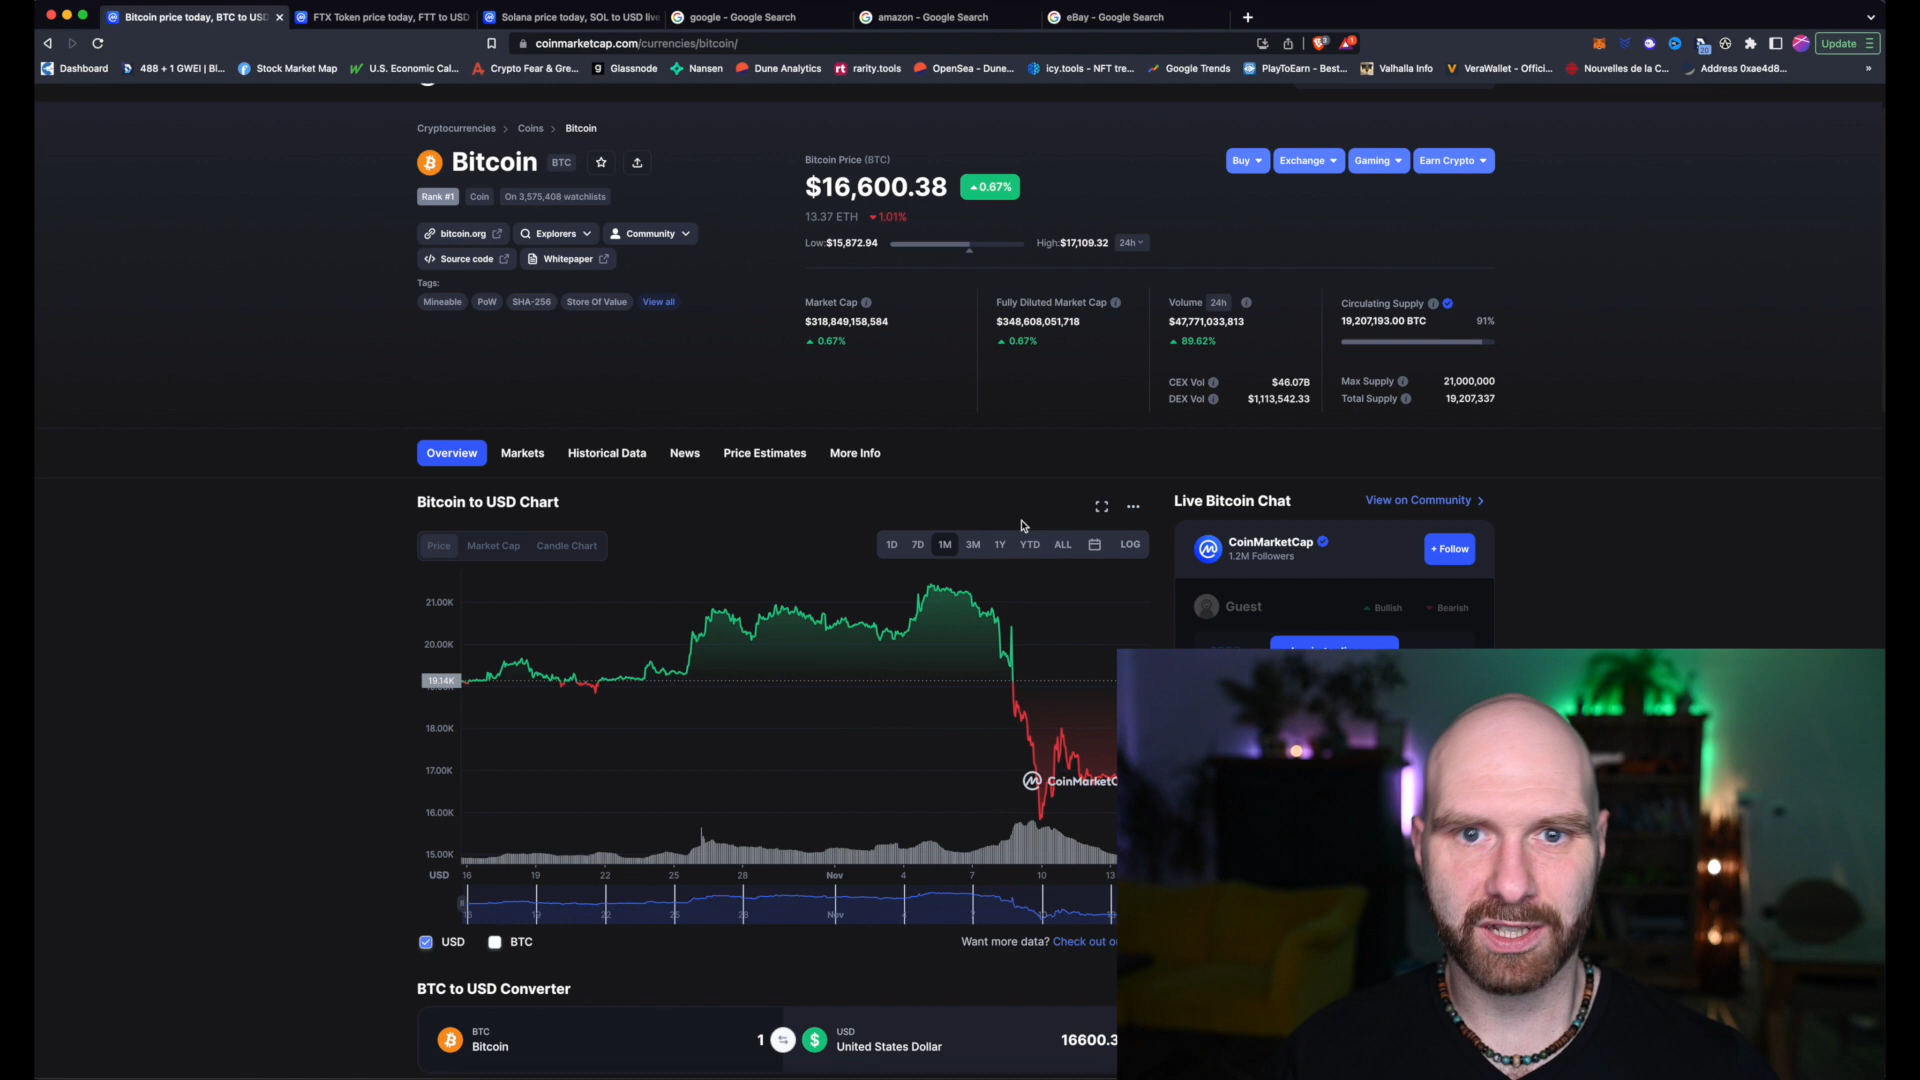 Bitcoin price today, BTC to USD
FTX Token price today, FTT to USD
Solana price today, SOL to USD live
google - Google Search
amazon - Google Search
eBay - Google Search
coinmarketcap.com/currencies/bitcoin/
Update
Dashboard
488 + 1 GWEI | Bl...
Stock Market Map
U.S. Economic Cal...
Crypto Fear & Gre...
Glassnode
Nansen
Dune Analytics
rarity.tools
OpenSea - Dune...
icy.tools - NFT tre...
Google Trends
PlayToEarn - Best...
Valhalla Info
VeraWallet - Offici...
Nouvelles de la C...
Address 0xae4d8...
»
Cryptocurrencies > Coins > Bitcoin
Bitcoin BTC
Rank #1
Coin
On 3,575,408 watchlists
bitcoin.org
Explorers
Community
Source code
Whitepaper
Tags:
Mineable
PoW
SHA-256
Store Of Value
View all
Bitcoin Price (BTC)
$16,600.38
0.67%
13.37 ETH
1.01%
Low:$15,872.94
High:$17,109.32
24h
Buy
Exchange
Gaming
Earn Crypto
Market Cap
$318,849,158,584
0.67%
Fully Diluted Market Cap
$348,608,051,718
0.67%
Volume 24h
$47,771,033,813
89.62%
CEX Vol
$46.07B
DEX Vol
$1,113,542.33
Circulating Supply
19,207,193.00 BTC
91%
Max Supply
21,000,000
Total Supply
19,207,337
Overview
Markets
Historical Data
News
Price Estimates
More Info
Bitcoin to USD Chart
Price
Market Cap
Candle Chart
1D
7D
1M
3M
1Y
YTD
ALL
LOG
21.00K
20.00K
19.14K
18.00K
17.00K
16.00K
15.00K
CoinMarketC
USD
16
19
22
25
28
Nov
4
7
10
13
16
19
22
25
28
Nov
4
7
10
USD
BTC
Want more data? Check out o
Live Bitcoin Chat
View on Community >
CoinMarketCap
1.2M Followers
+ Follow
Guest
Bullish
Bearish
BTC to USD Converter
BTC
Bitcoin
1
USD
United States Dollar
16600.3